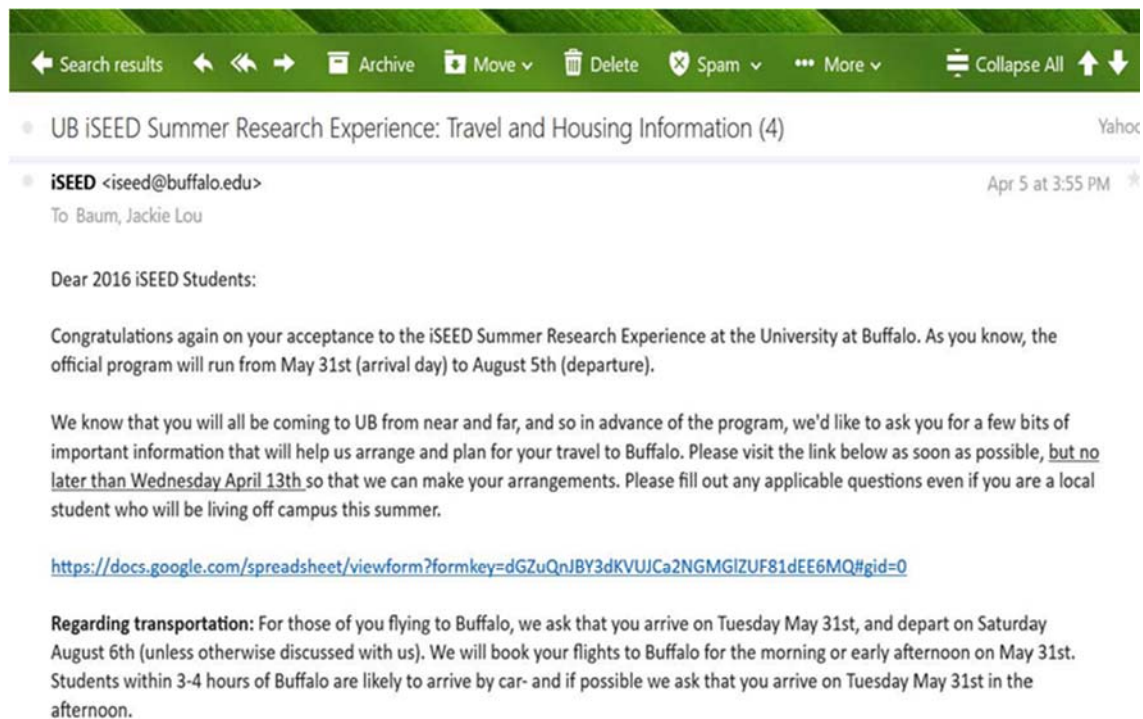 Search results Archive Move Delete Spam More Collapse All
UB iSEED Summer Research Experience: Travel and Housing Information (4) Yahoo
iSEED <iseed@buffalo.edu> Apr 5 at 3:55 PM
To Baum, Jackie Lou
Dear 2016 iSEED Students:
Congratulations again on your acceptance to the iSEED Summer Research Experience at the University at Buffalo. As you know, the
official program will run from May 31st (arrival day) to August 5th (departure).
We know that you will all be coming to UB from near and far, and so in advance of the program, we'd like to ask you for a few bits of
important information that will help us arrange and plan for your travel to Buffalo. Please visit the link below as soon as possible, but no
later than Wednesday April 13th so that we can make your arrangements. Please fill out any applicable questions even if you are a local
student who will be living off campus this summer.
https://docs.google.com/spreadsheet/viewform?formkey=dGZuQnJBY3dKVUJCa2NGMGlZUF81dEE6MQ#gid=0
Regarding transportation: For those of you flying to Buffalo, we ask that you arrive on Tuesday May 31st, and depart on Saturday
August 6th (unless otherwise discussed with us). We will book your flights to Buffalo for the morning or early afternoon on May 31st.
Students within 3-4 hours of Buffalo are likely to arrive by car- and if possible we ask that you arrive on Tuesday May 31st in the
afternoon.